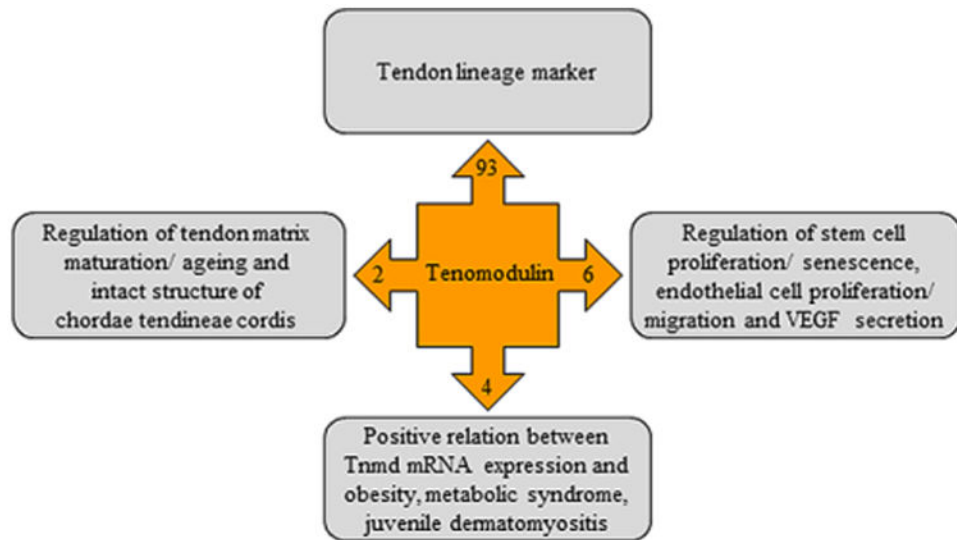 Tendon lineage marker
93
Regulation of tendon matrix
maturation/ ageing and
intact structure of
chordae tendineae cordis
2
Tenomodulin
6
Regulation of stem cell
proliferation/ senescence,
endothelial cell proliferation/
migration and VEGF secretion
4
Positive relation between
Tnmd mRNA expression and
obesity, metabolic syndrome,
juvenile dermatomyositis